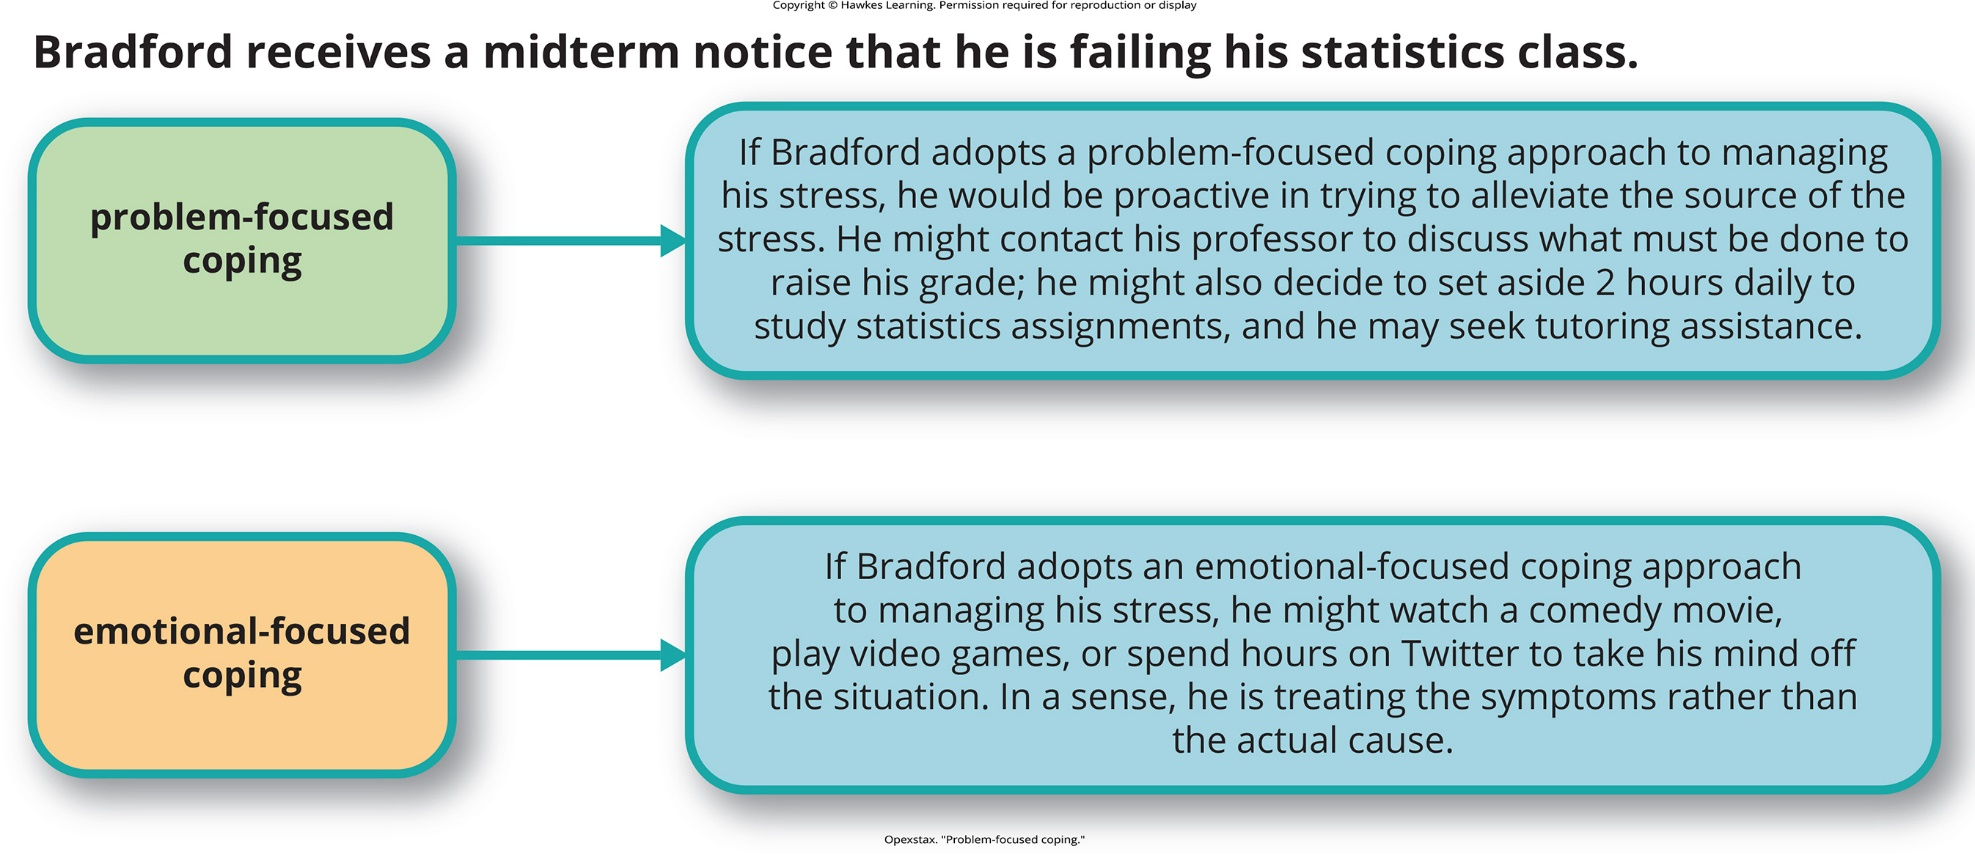 Copyright © Hawkes Learning. Permission required for reproduction or display
Bradford receives a midterm notice that he is failing his statistics class.
problem-focused
coping
If Bradford adopts a problem-focused coping approach to managing
his stress, he would be proactive in trying to alleviate the source of the
stress. He might contact his professor to discuss what must be done to
raise his grade; he might also decide to set aside 2 hours daily to
study statistics assignments, and he may seek tutoring assistance.
emotional-focused
coping
If Bradford adopts an emotional-focused coping approach
to managing his stress, he might watch a comedy movie,
play video games, or spend hours on Twitter to take his mind off
the situation. In a sense, he is treating the symptoms rather than
the actual cause.
Opexstax. "Problem-focused coping."